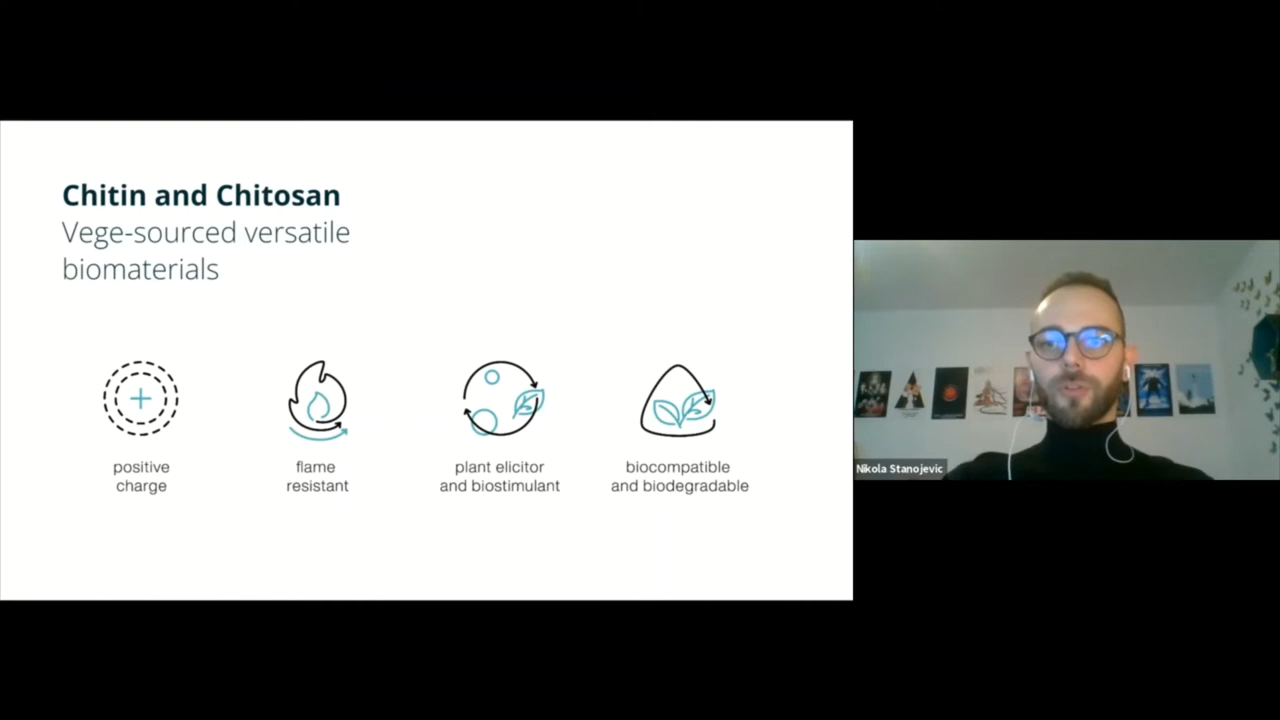 Chitin and Chitosan
Vege-sourced versatile
biomaterials
positive
charge
flame
resistant
plant elicitor
and biostimulant
biocompatible
and biodegradable
Nikola Stanojevic